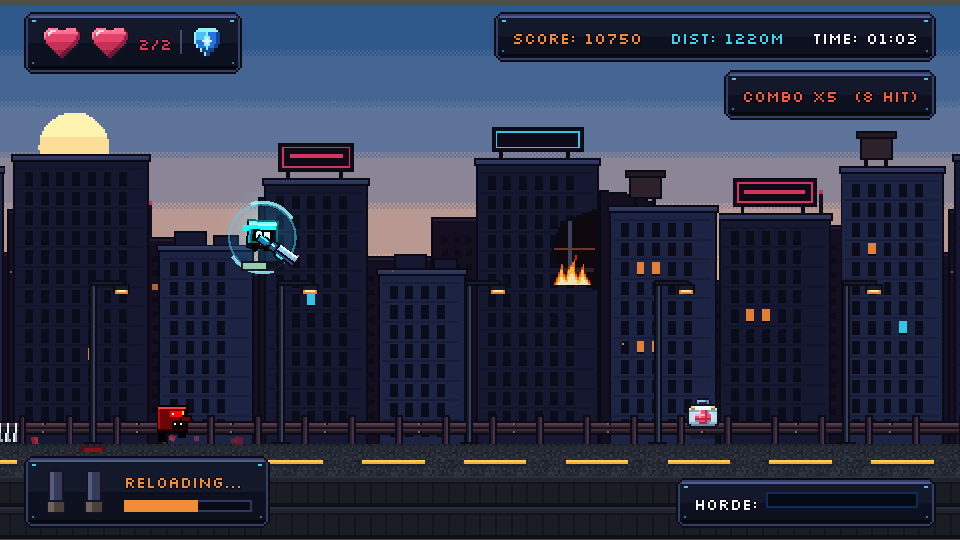 2/2
SCORE: 10750 DIST: 1220M TIME: 01:03
COMBO X5 (8 HIT)
RELOADING...
HORDE: